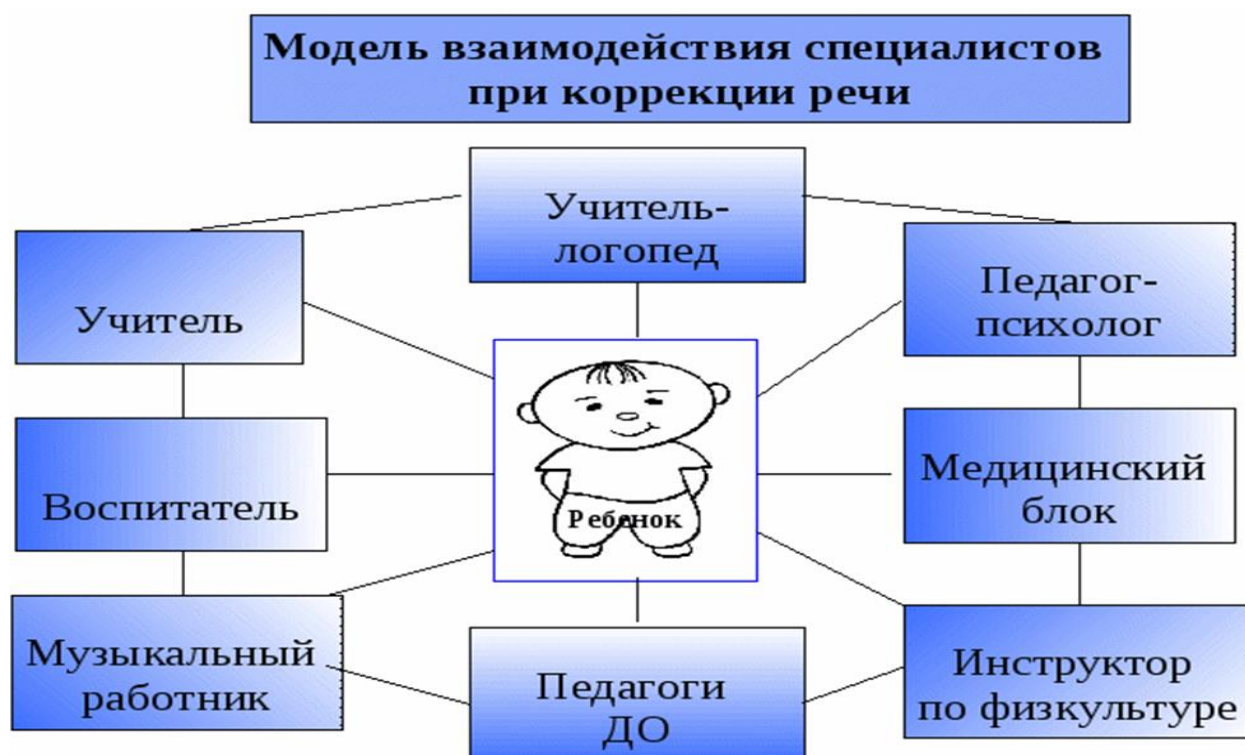 Модель взаимодействия специалистов
при коррекции речи
Учитель-
логопед
Учитель
Педагог-
психолог
Воспитатель
Ребенок
Медицинский
блок
Музыкальный
работник
Педагоги
ДО
Инструктор
по физкультуре